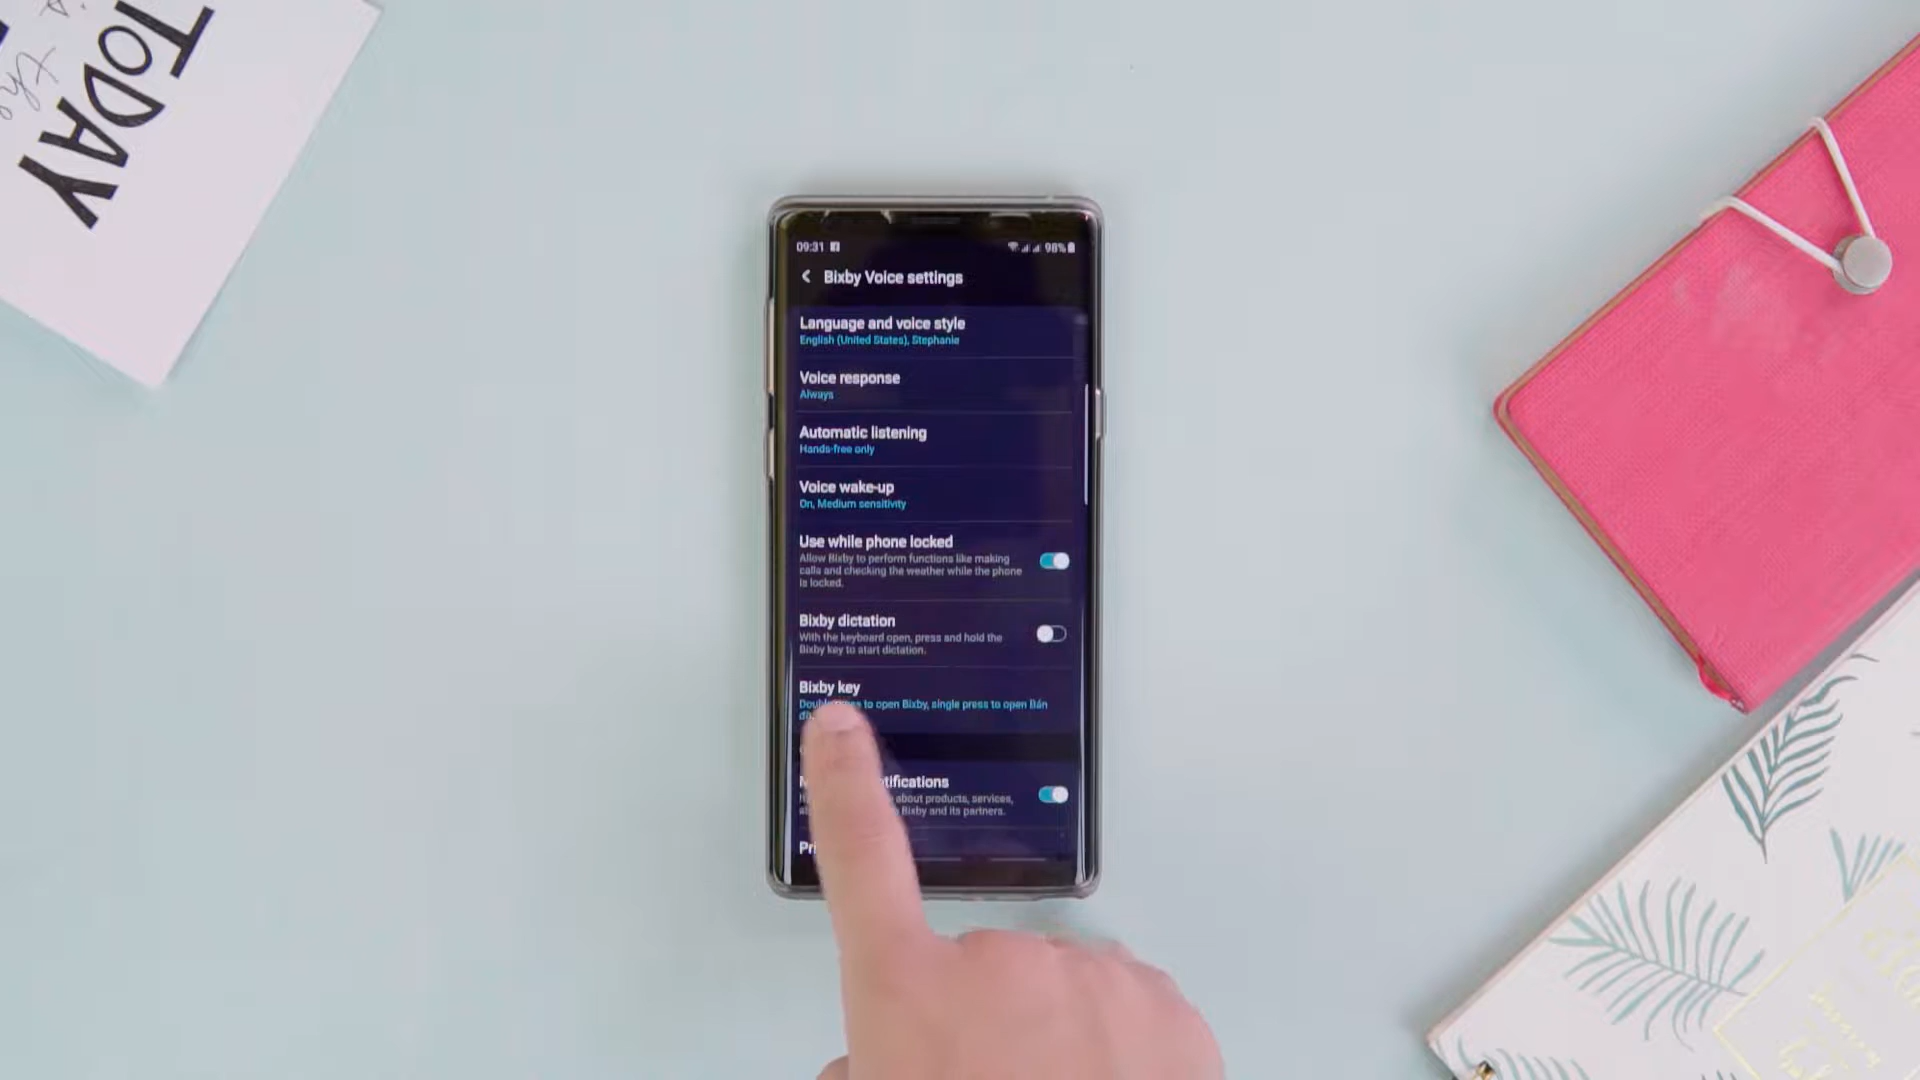 TODAY
09:31 98%
Bixby Voice settings
Language and voice style
English (United States), Stephanie
Voice response
Always
Automatic listening
Hands-free only
Voice wake-up
On, Medium sensitivity
Use while phone locked
Allow Bixby to perform functions like making
calls and checking the weather while the phone
is locked.
Bixby dictation
With the keyboard open, press and hold the
Bixby key to start dictation.
Bixby key
to open Bixby, single press to open Bản
about products, services,
Bixby and its partners.